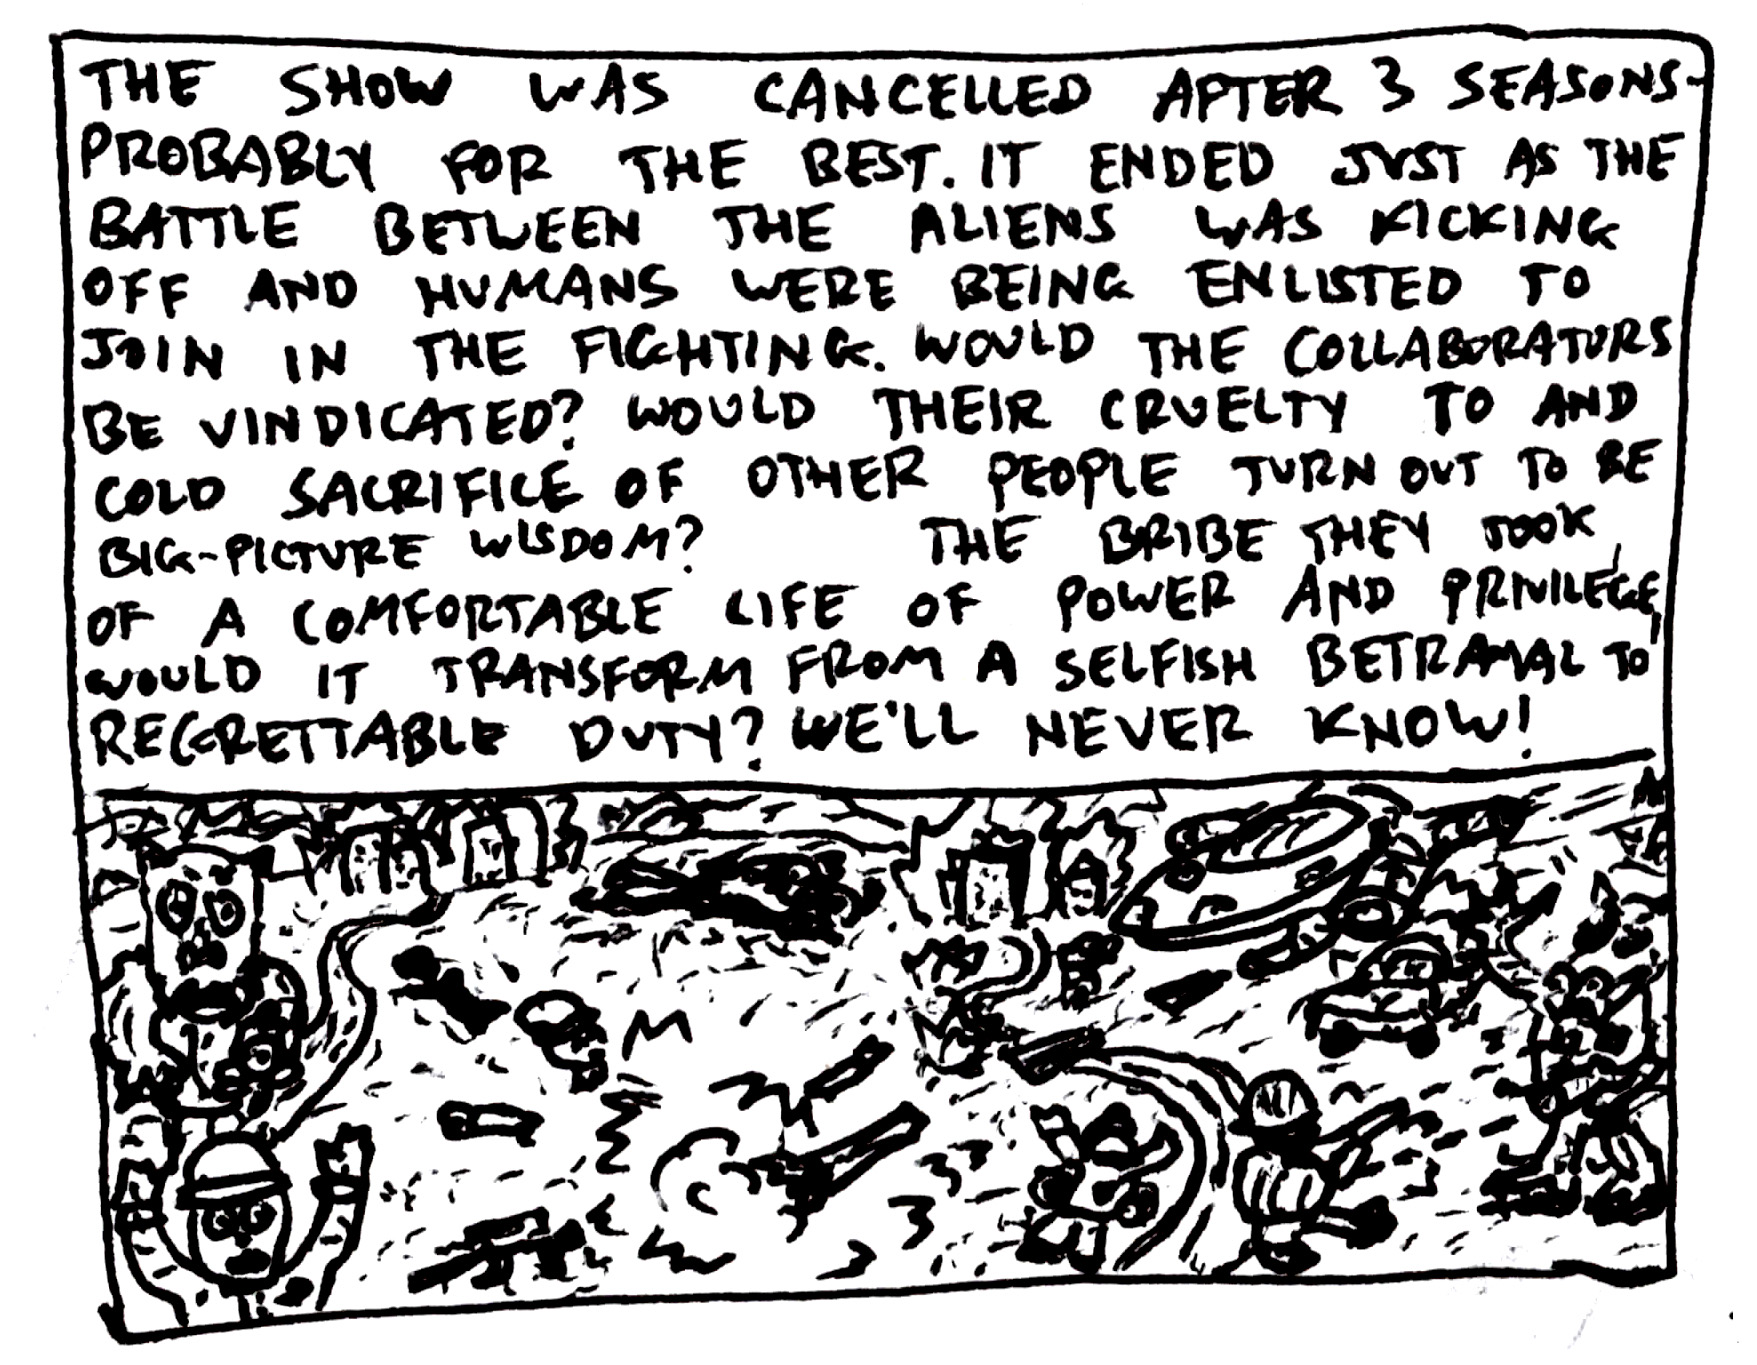 THE SHOW WAS CANCELLED AFTER 3 SEASONS-
PROBABLY FOR THE BEST. IT ENDED JUST AS THE
BATTLE BETWEEN THE ALIENS WAS KICKING
OFF AND HUMANS WERE BEING ENLISTED TO
JOIN IN THE FIGHTING. WOULD THE COLLABORATORS
BE VINDICATED? WOULD THEIR CRUELTY TO AND
COLD SACRIFICE OF OTHER PEOPLE TURN OUT TO BE
BIG-PICTURE WISDOM? THE BRIBE THEY TOOK,
OF A COMFORTABLE LIFE OF POWER AND PRIVILEGE,
WOULD IT TRANSFORM FROM A SELFISH BETRAYAL TO
REGRETTABLE DUTY? WE'LL NEVER KNOW!